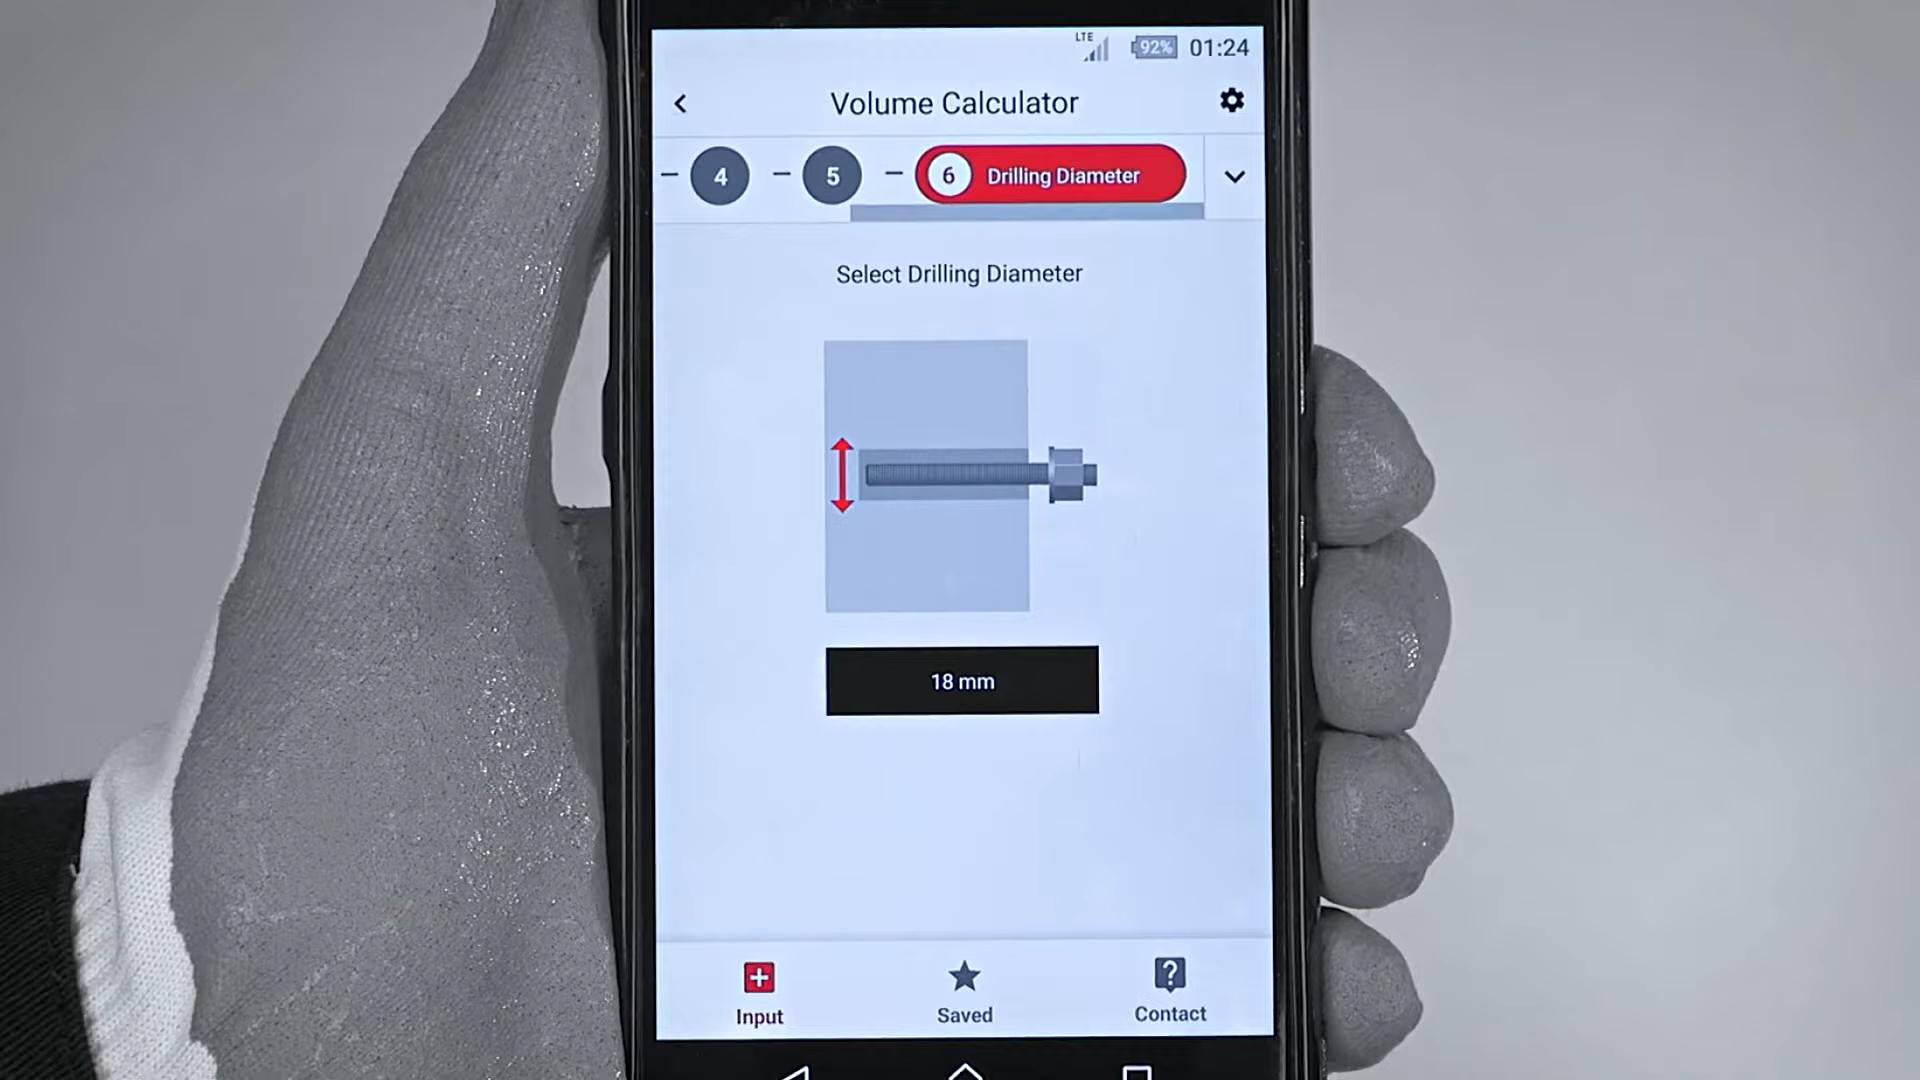 LTE
92%
01:24
Volume Calculator
4
5
6
Drilling Diameter
Select Drilling Diameter
18 mm
Input
Saved
Contact